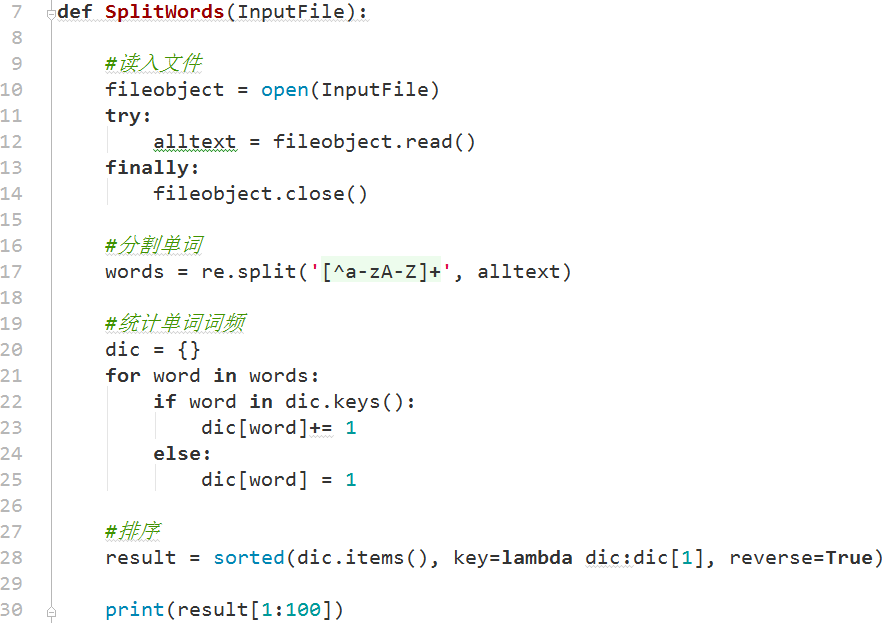 7 def SplitWords(InputFile):
8
9 #读入文件
10 fileobject = open(InputFile)
11 try:
12 alltext = fileobject.read()
13 finally:
14 fileobject.close()
15
16 #分割单词
17 words = re.split('[^a-zA-Z]+', alltext)
18
19 #统计单词词频
20 dic = {}
21 for word in words:
22 if word in dic.keys():
23 dic[word]+= 1
24 else:
25 dic[word] = 1
26
27 #排序
28 result = sorted(dic.items(), key=lambda dic:dic[1], reverse=True)
29
30 print(result[1:100])